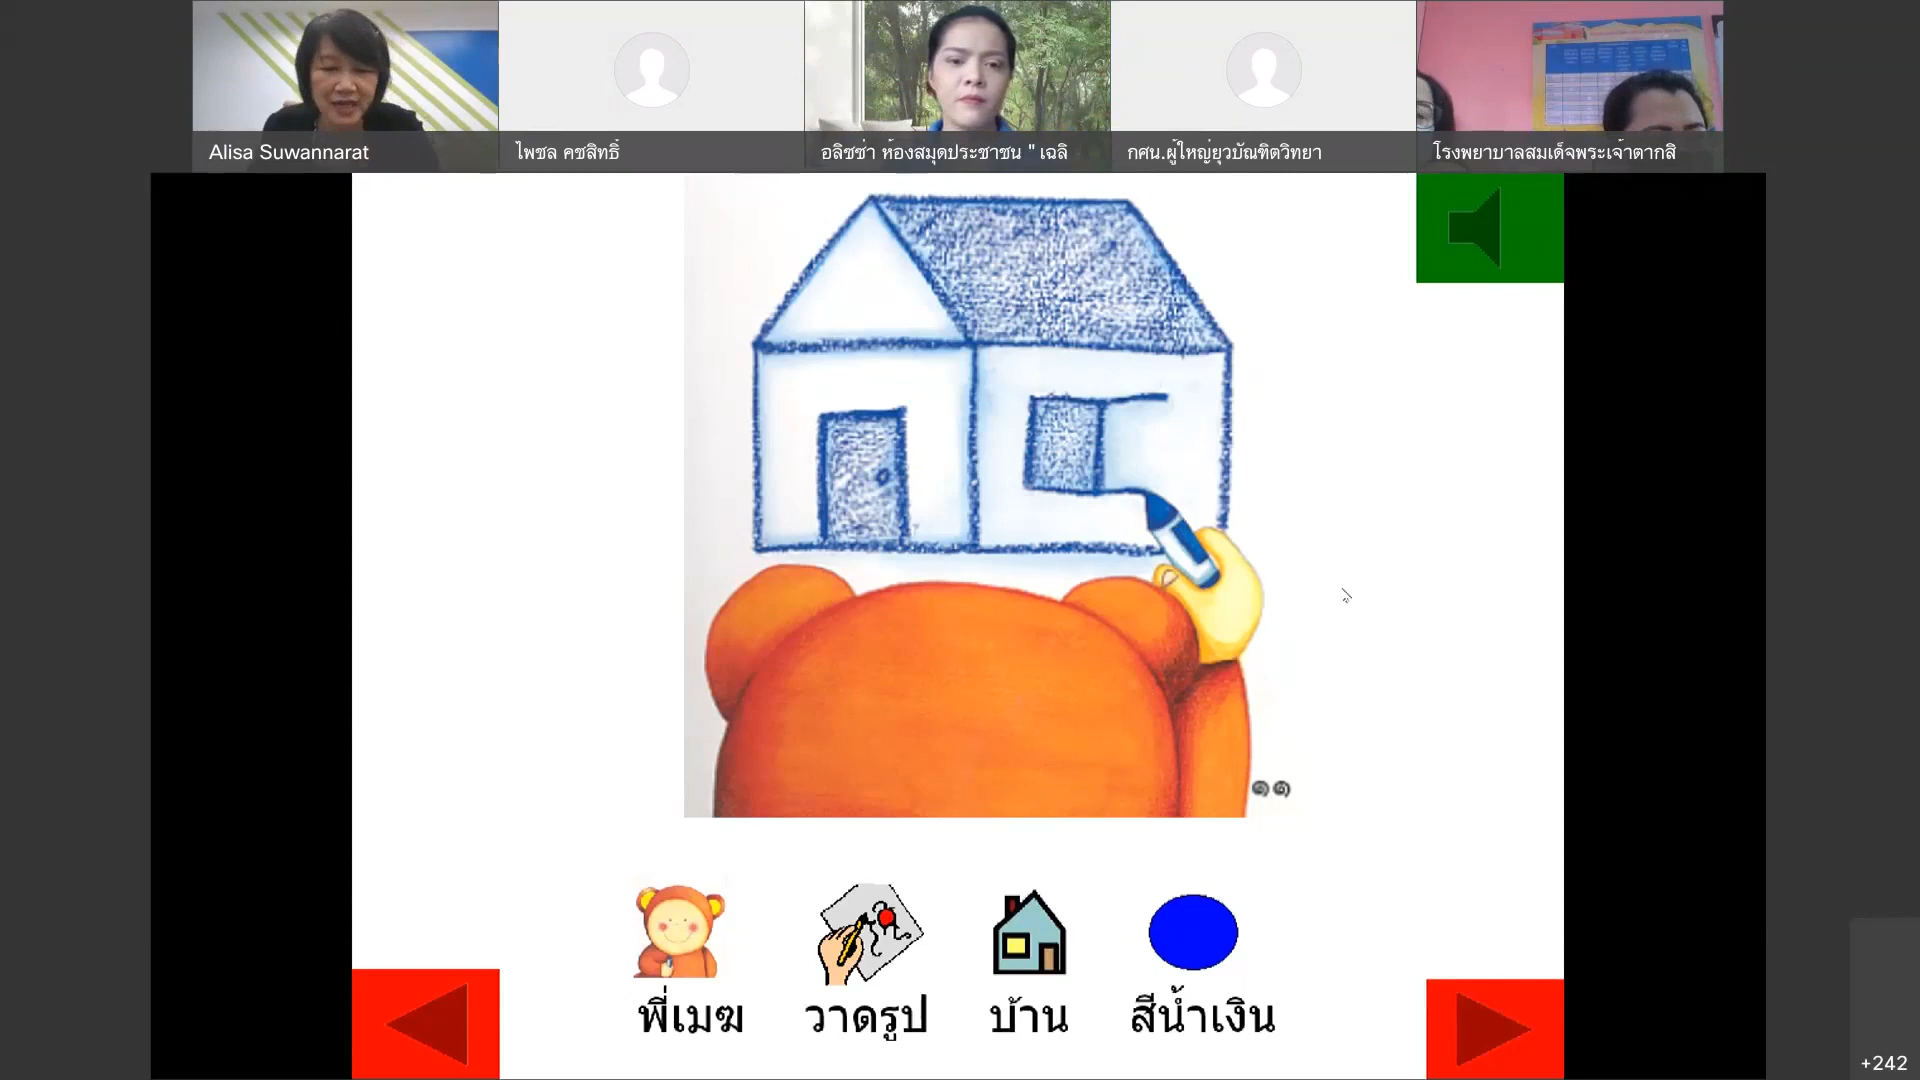 Alisa Suwannarat
ไพชล คชสิทธิ์
อลิซซ่า ห้องสมุดประชาชน " เฉลิ
กศน.ผู้ใหญ่ยุวบัณฑิตวิทยา
โรงพยาบาลสมเด็จพระเจ้าตากสิ
๑๑
พี่เมฆ
วาดรูป
บ้าน
สีน้ำเงิน
+242